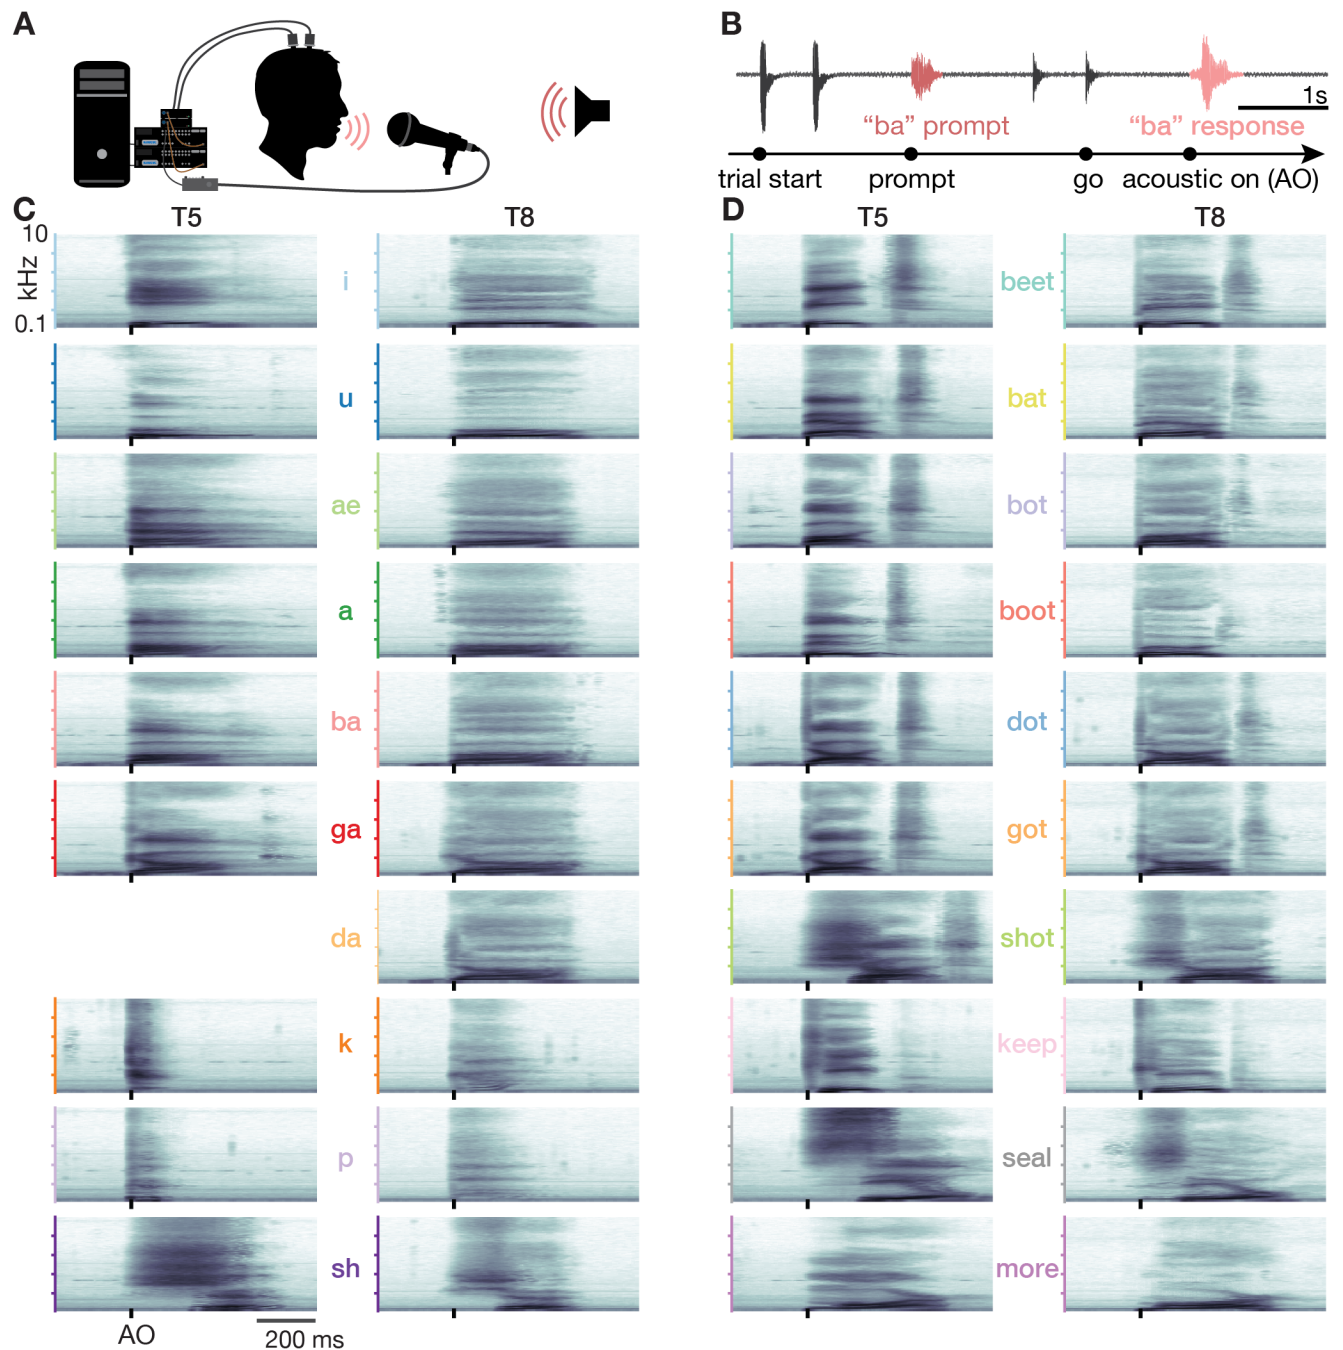 A
B
1s
"ba" prompt
"ba" response
trial start
prompt
go
acoustic on (AO)
C
T5
T8
D
T5
T8
10
kHz
0.1
i
beet
u
bat
ae
bot
a
boot
ba
dot
ga
got
da
shot
k
keep
p
seal
sh
more
AO
200 ms